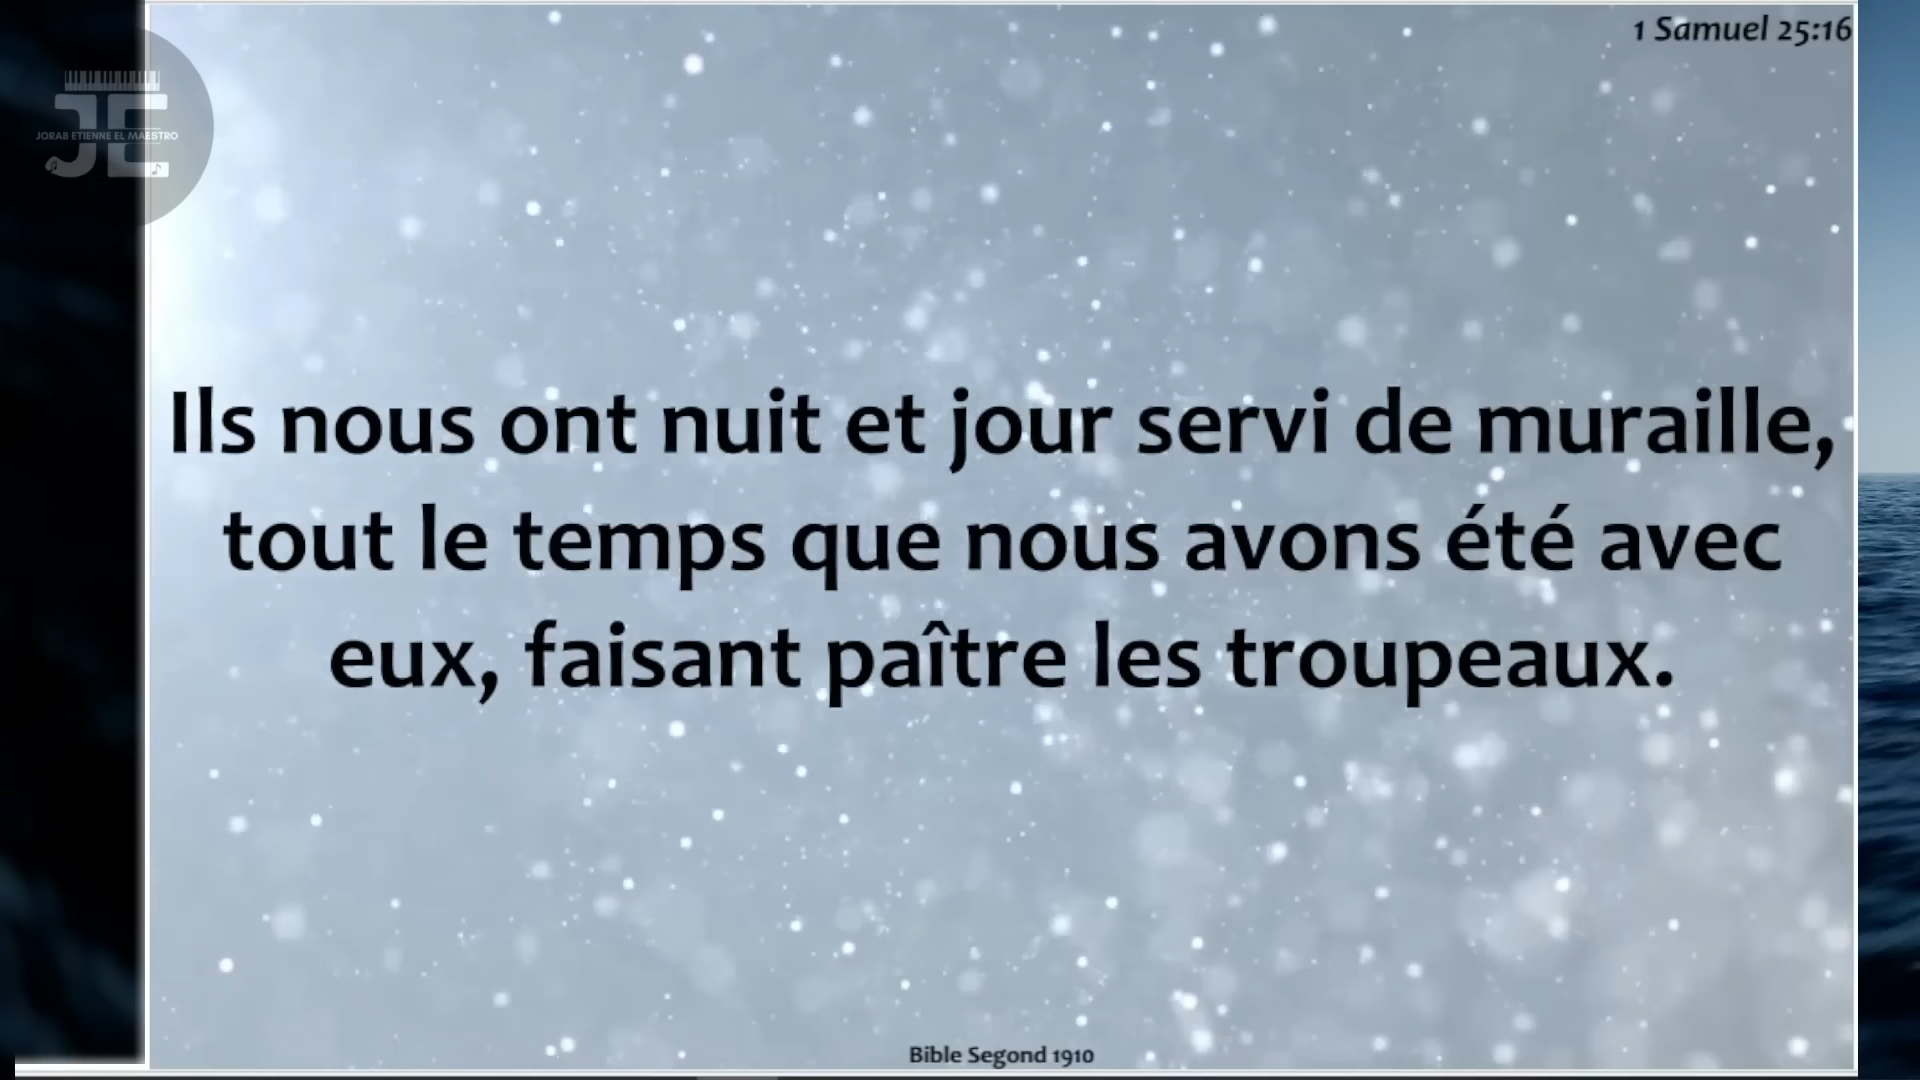 1 Samuel 25:16
JORAB ETIENNE EL MAESTRO
JE
Ils nous ont nuit et jour servi de muraille,
tout le temps que nous avons été avec
eux, faisant paître les troupeaux.
Bible Segond 1910